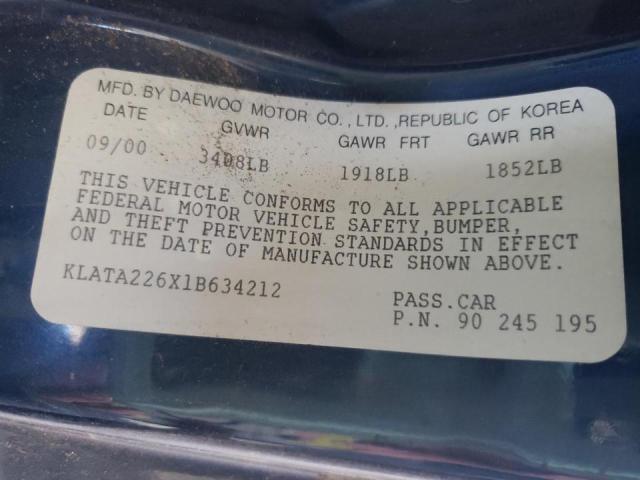 MFD. BY DAEWOO MOTOR CO., LTD.,REPUBLIC OF KOREA
DATE GVWR GAWR FRT GAWR RR
09/00 3408LB 1918LB 1852LB
THIS VEHICLE CONFORMS TO ALL APPLICABLE
FEDERAL MOTOR VEHICLE SAFETY,BUMPER,
AND THEFT PREVENTION STANDARDS IN EFFECT
ON THE DATE OF MANUFACTURE SHOWN ABOVE.
KLATA226X1B634212
PASS.CAR
P.N. 90 245 195